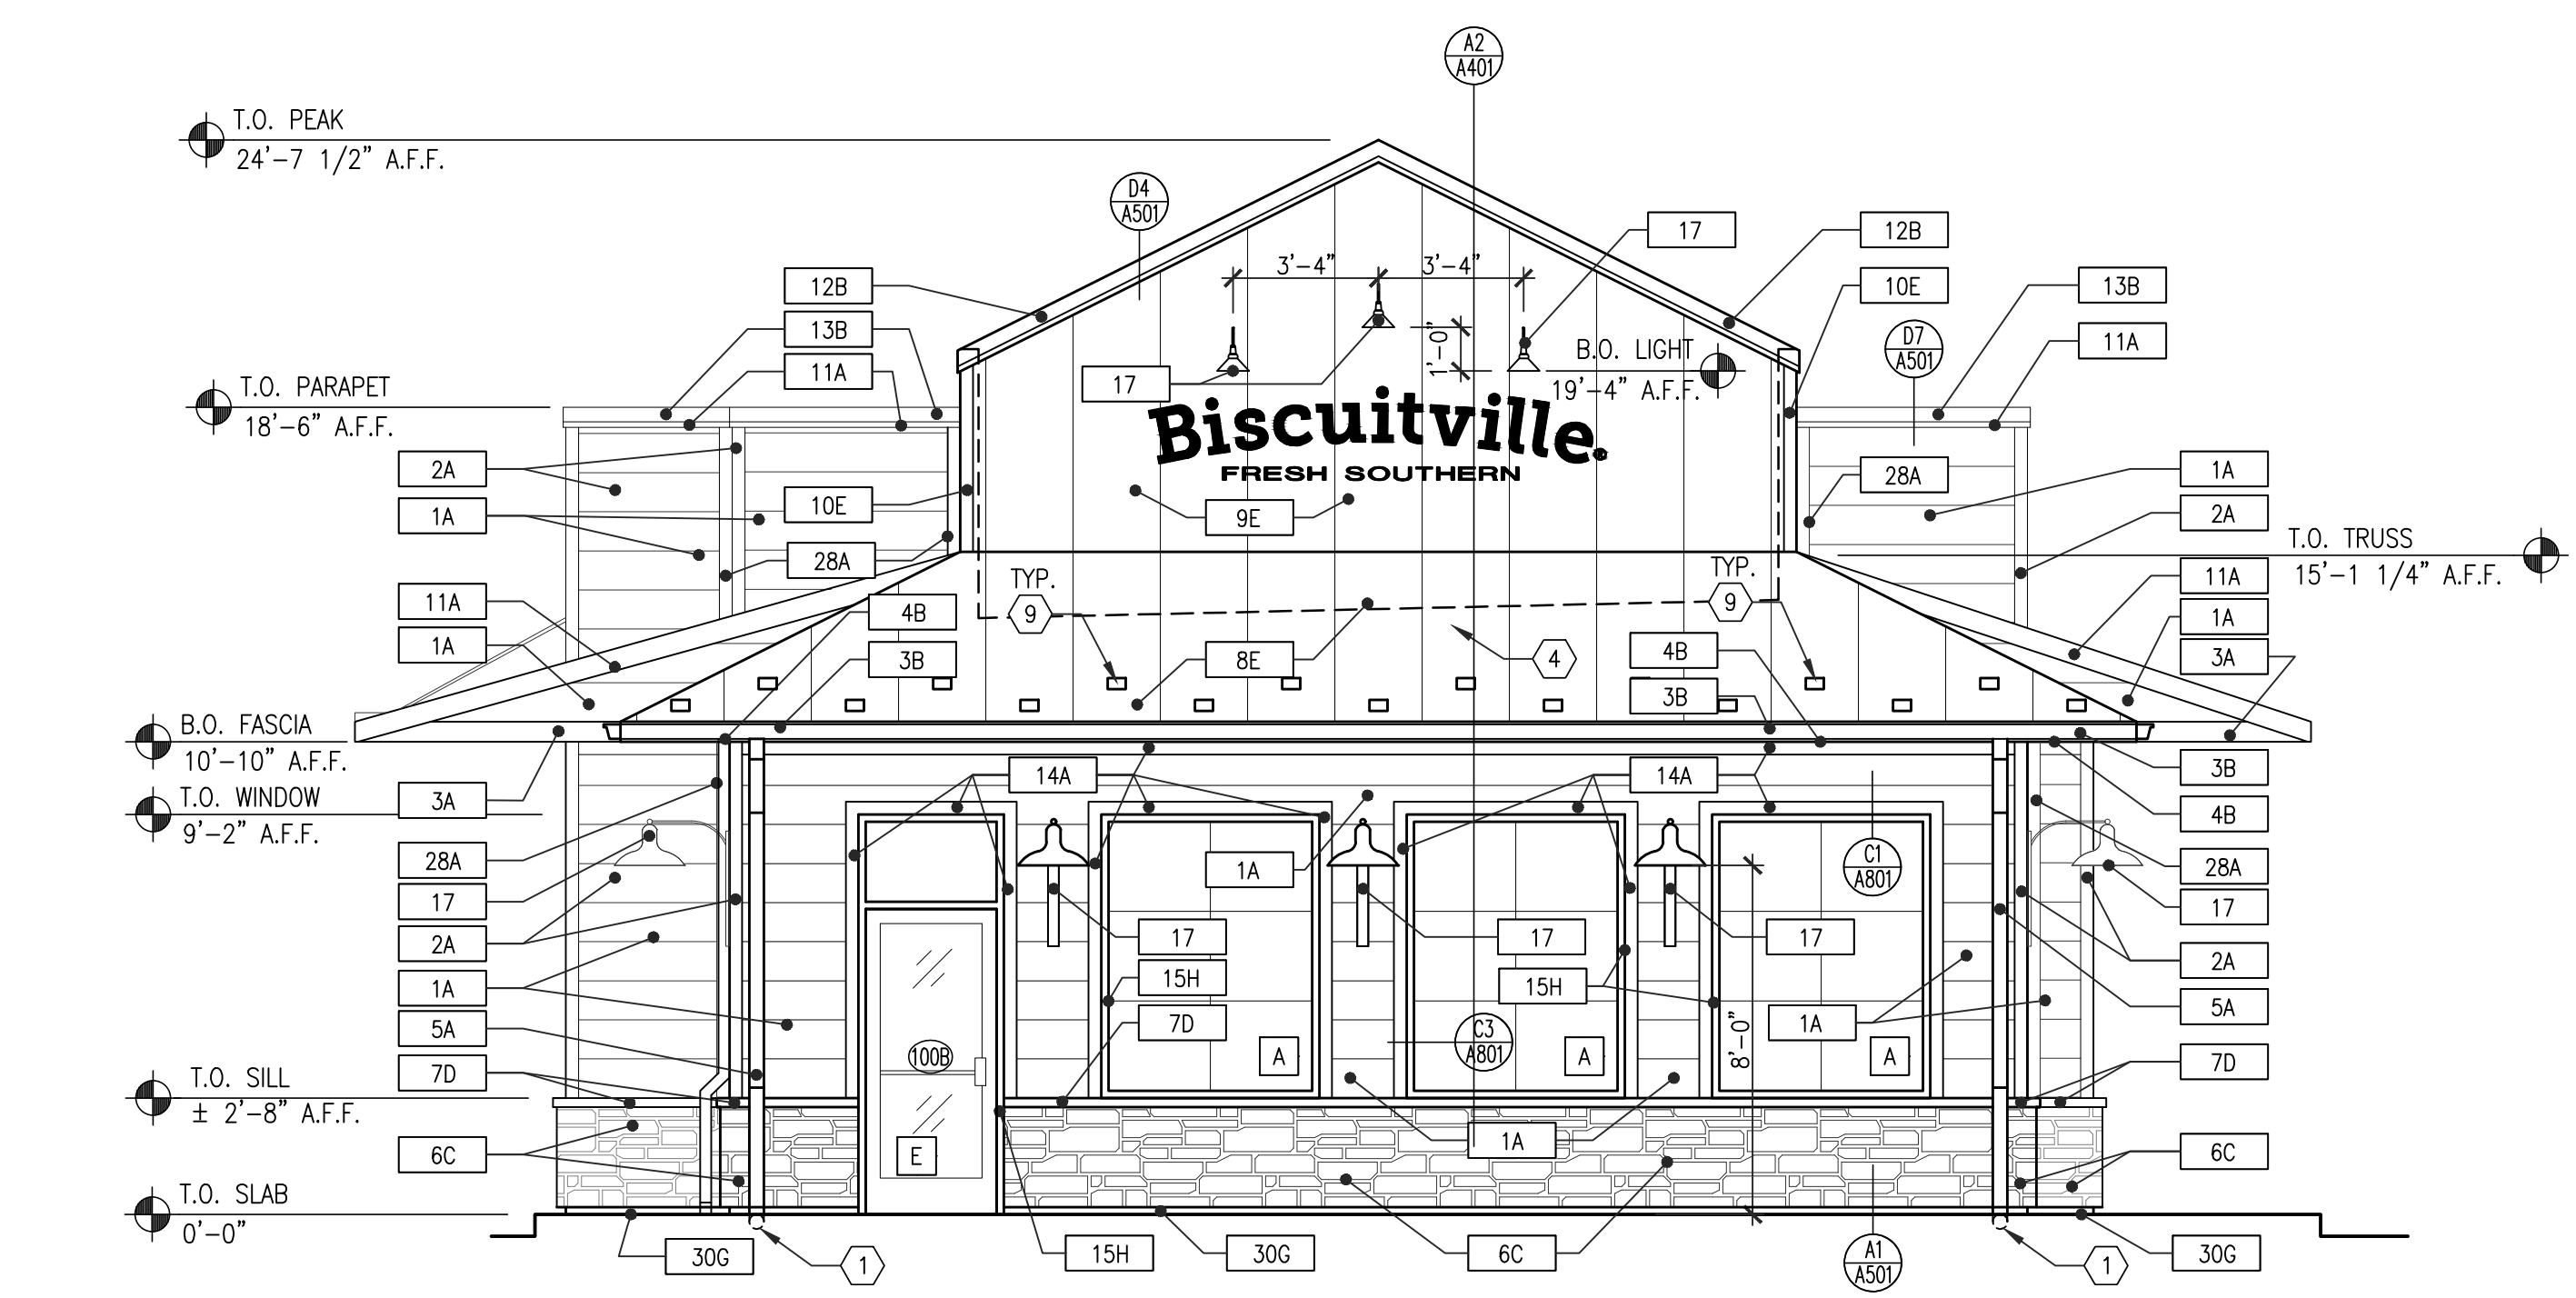 A2
A401
T.O. PEAK
24'-7 1/2" A.F.F.
D4
A501
17
12B
3'-4"
3'-4"
12B
10E
13B
13B
D7
A501
11A
1'-0"
B.O. LIGHT
19'-4" A.F.F.
11A
17
T.O. PARAPET
18'-6" A.F.F.
Biscuitville®
FRESH SOUTHERN
2A
28A
1A
10E
9E
1A
2A
28A
T.O. TRUSS
15'-1 1/4" A.F.F.
TYP.
9
TYP.
9
11A
11A
4B
1A
1A
3B
8E
4
4B
3A
3B
B.O. FASCIA
10'-10" A.F.F.
3B
14A
14A
T.O. WINDOW
9'-2" A.F.F.
3A
4B
28A
1A
C1
A801
28A
17
17
2A
17
17
17
2A
1A
15H
15H
5A
5A
7D
1A
8'-0"
C3
A801
100B
A
A
A
7D
7D
T.O. SILL
± 2'-8" A.F.F.
6C
E
1A
6C
T.O. SLAB
0'-0"
30G
1
15H
30G
6C
A1
A501
1
30G